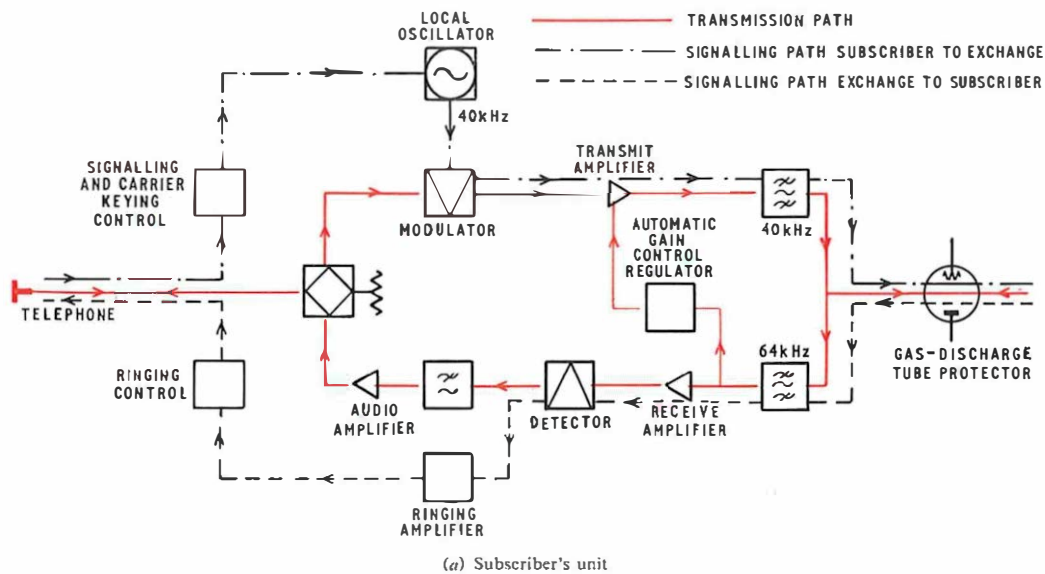 LOCAL
OSCILLATOR
40kHz
TRANSMISSION PATH
SIGNALLING PATH SUBSCRIBER TO EXCHANGE
SIGNALLING PATH EXCHANGE TO SUBSCRIBER
SIGNALLING
AND CARRIER
KEYING
CONTROL
MODULATOR
TRANSMIT
AMPLIFIER
40kHz
AUTOMATIC
GAIN
CONTROL
REGULATOR
TELEPHONE
GAS-DISCHARGE
TUBE PROTECTOR
RINGING
CONTROL
AUDIO
AMPLIFIER
DETECTOR
RECEIVE
AMPLIFIER
64kHz
RINGING
AMPLIFIER
(a) Subscriber's unit